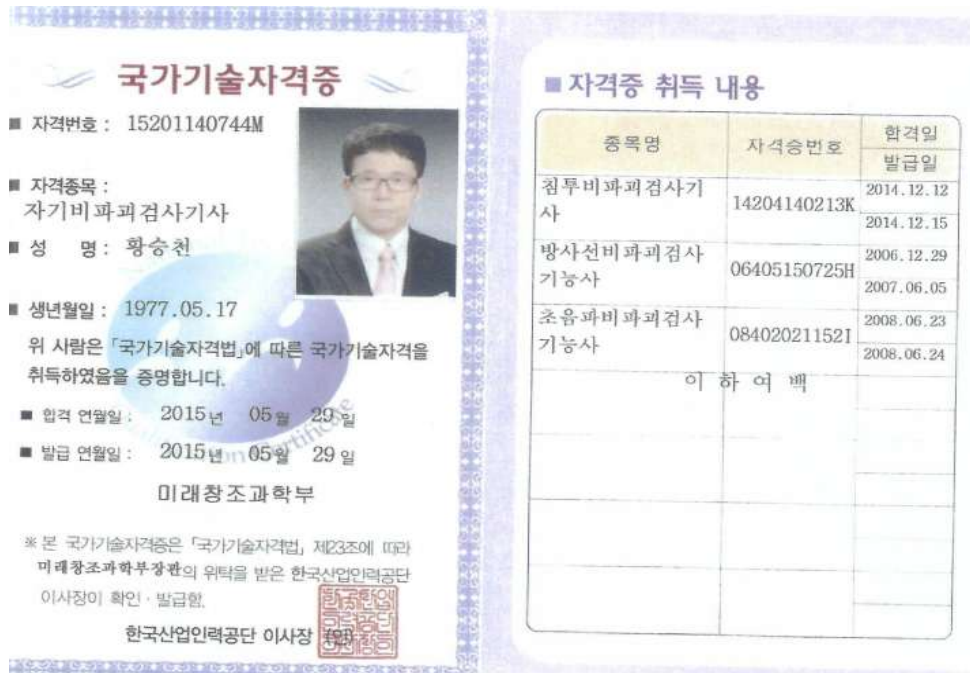 국가기술자격증
■ 자격번호 : 15201140744M
■ 자격종목 :
자기비파괴검사기사
■ 성 명 : 황승천
■ 생년월일 : 1977.05.17
위 사람은 「국가기술자격법」에 따른 국가기술자격을
취득하였음을 증명합니다.
■ 합격 연월일 : 2015년 05월 29일
■ 발급 연월일 : 2015년 05월 29일
미래창조과학부
※ 본 국가기술자격증은 「국가기술자격법」 제23조에 따라
미래창조과학부장관의 위탁을 받은 한국산업인력공단
이사장이 확인·발급함.
한국산업인력공단 이사장 (인)
■ 자격증 취득 내용
종목명 자격증번호 합격일
발급일
침투비파괴검사기 14204140213K 2014.12.12
사 2014.12.15
방사선비파괴검사 06405150725H 2006.12.29
기능사 2007.06.05
초음파비파괴검사 08402021152I 2008.06.23
기능사 2008.06.24
이 하 여 백